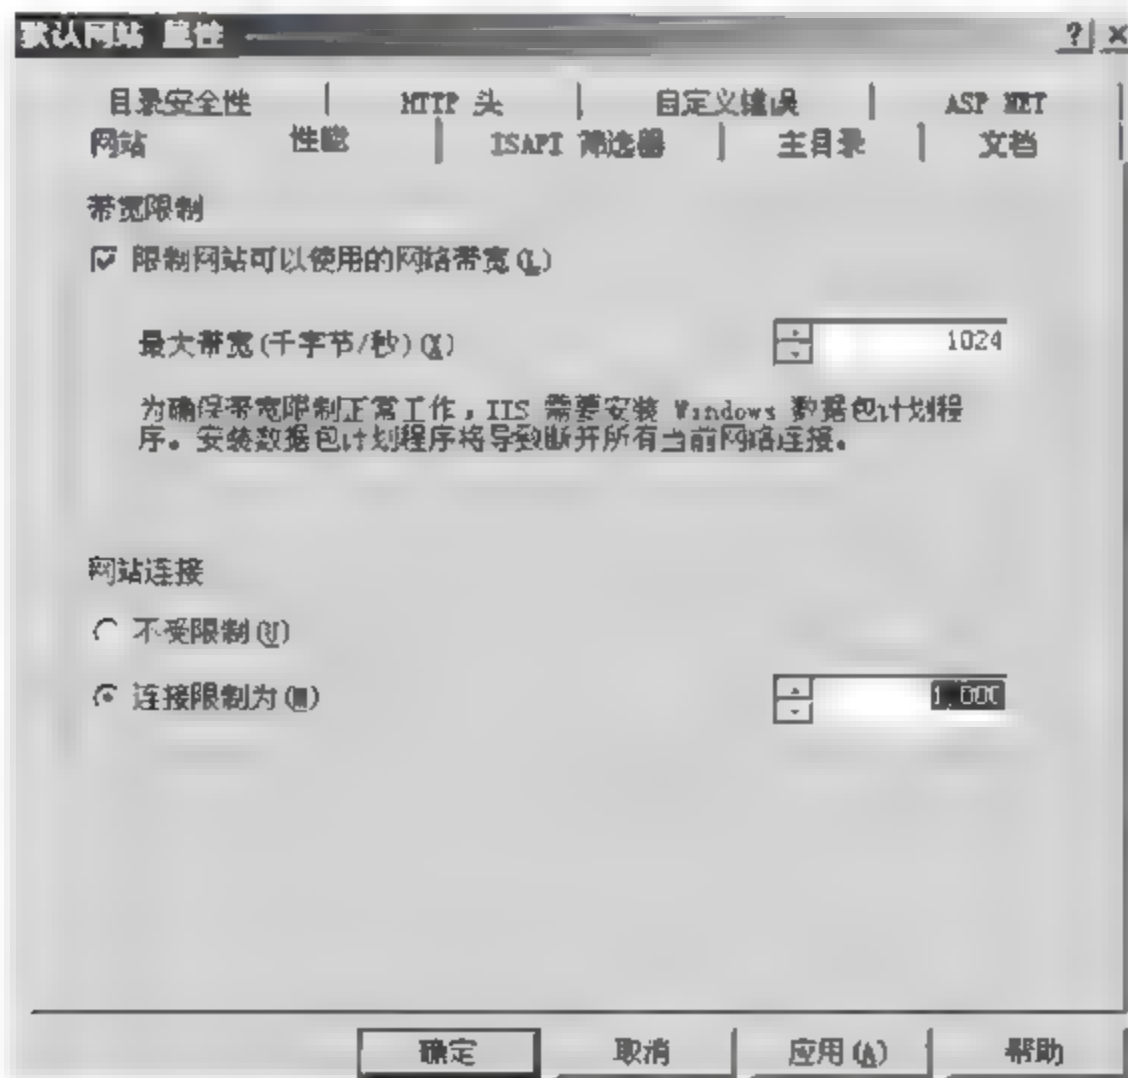 默认网站 属性
目录安全性 HTTP 头 自定义错误 ASP.NET
网站 性能 ISAPI 筛选器 主目录 文档
带宽限制
限制网站可以使用的网络带宽(L)
最大带宽(千字节/秒)(X) 1024
为确保带宽限制正常工作，IIS 需要安装 Windows 数据包计划程
序。安装数据包计划程序将导致断开所有当前网络连接。
网站连接
不受限制(U)
连接限制为(M) 1,000
确定 取消 应用(A) 帮助